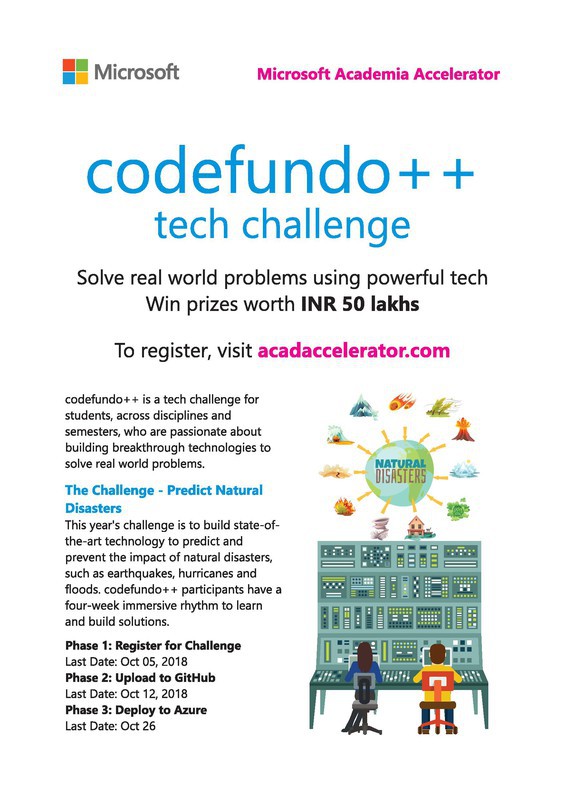 Microsoft
Microsoft Academia Accelerator
codefundo++
tech challenge
Solve real world problems using powerful tech
Win prizes worth INR 50 lakhs
To register, visit acadaccelerator.com
codefundo++ is a tech challenge for
students, across disciplines and
semesters, who are passionate about
building breakthrough technologies to
solve real world problems.
The Challenge - Predict Natural
Disasters
This year's challenge is to build state-of-
the-art technology to predict and
prevent the impact of natural disasters,
such as earthquakes, hurricanes and
floods. codefundo++ participants have a
four-week immersive rhythm to learn
and build solutions.
Phase 1: Register for Challenge
Last Date: Oct 05, 2018
Phase 2: Upload to GitHub
Last Date: Oct 12, 2018
Phase 3: Deploy to Azure
Last Date: Oct 26
NATURAL
DISASTERS